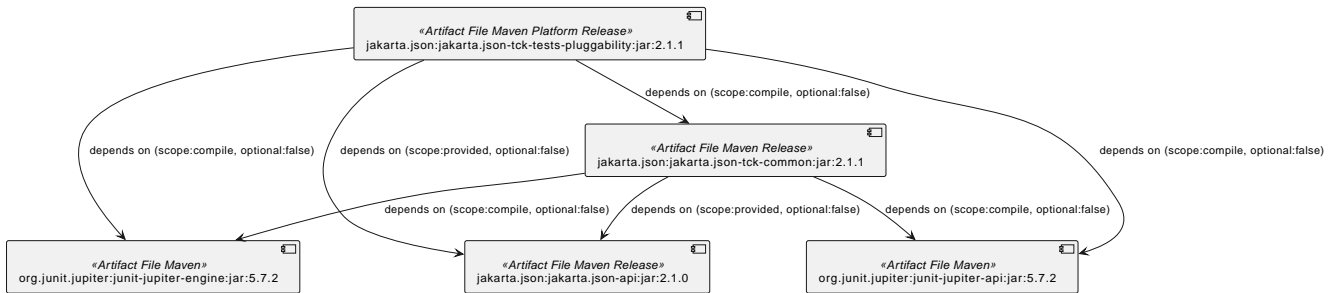 «Artifact File Maven Platform Release»
jakarta.json:jakarta.json-tck-tests-pluggability:jar:2.1.1
depends on (scope:compile, optional:false)
«Artifact File Maven Release»
jakarta.json:jakarta.json-tck-common:jar:2.1.1
depends on (scope:compile, optional:false)
depends on (scope:provided, optional:false)
depends on (scope:compile, optional:false)
depends on (scope:compile, optional:false)
depends on (scope:provided, optional:false)
depends on (scope:compile, optional:false)
«Artifact File Maven»
org.junit.jupiter:junit-jupiter-engine:jar:5.7.2
«Artifact File Maven Release»
jakarta.json:jakarta.json-api:jar:2.1.0
«Artifact File Maven»
org.junit.jupiter:junit-jupiter-api:jar:5.7.2